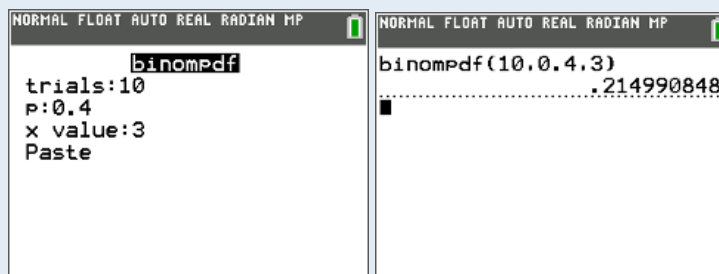 NORMAL FLOAT AUTO REAL RADIAN MP
binompdf
trials:10
p:0.4
x value:3
Paste
NORMAL FLOAT AUTO REAL RADIAN MP
binompdf(10,0.4,3)
.214990848